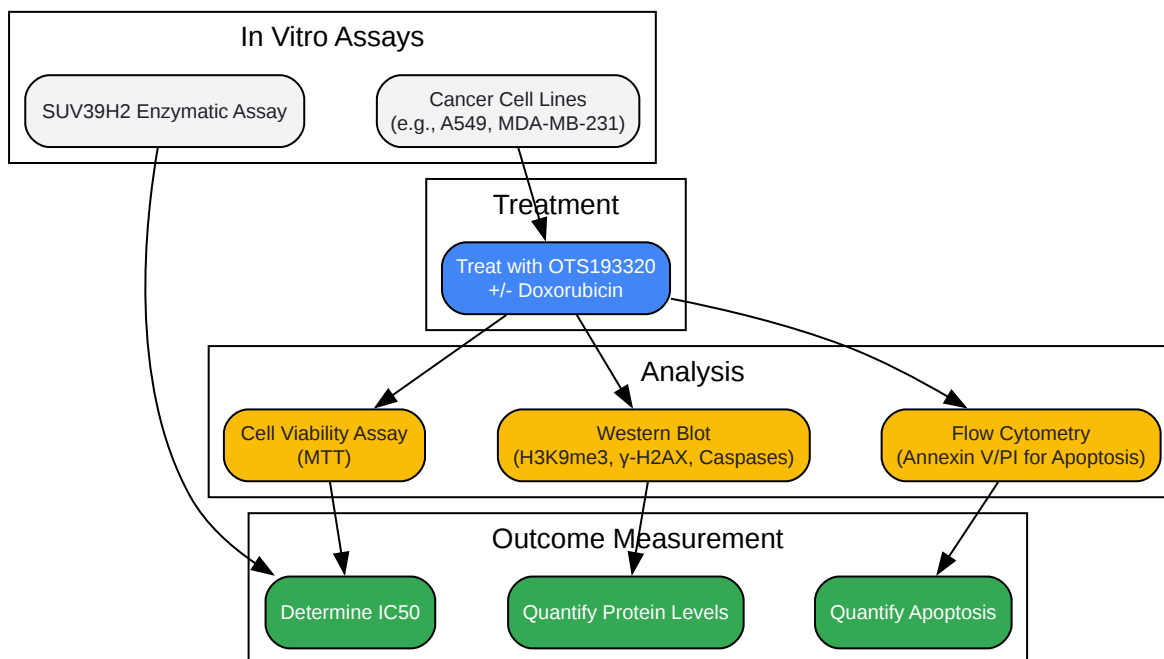 In Vitro Assays
SUV39H2 Enzymatic Assay
Cancer Cell Lines
(e.g., A549, MDA-MB-231)
Treatment
Treat with OTS193320
+/- Doxorubicin
Analysis
Cell Viability Assay
(MTT)
Western Blot
(H3K9me3, γ-H2AX, Caspases)
Flow Cytometry
(Annexin V/PI for Apoptosis)
Outcome Measurement
Determine IC50
Quantify Protein Levels
Quantify Apoptosis